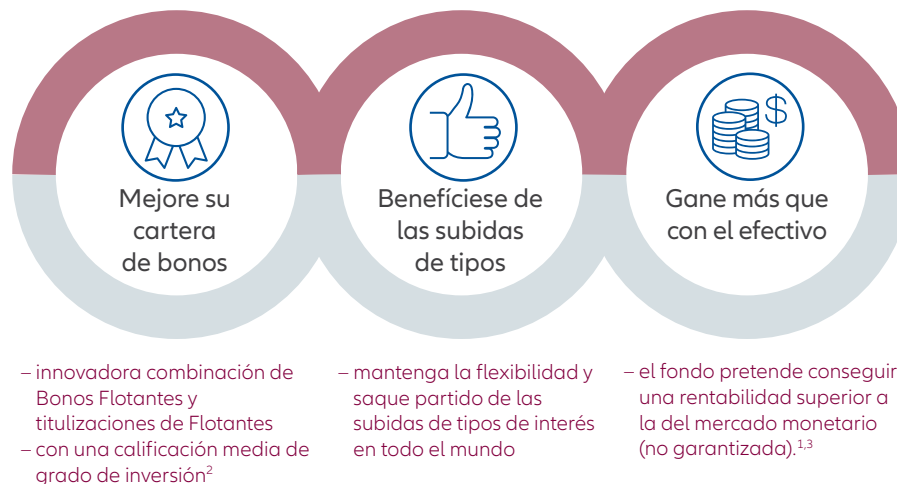 $
Mejore su
cartera
de bonos
Benefíciese de
las subidas
de tipos
Gane más que
con el efectivo
– innovadora combinación de
Bonos Flotantes y
titulizaciones de Flotantes
– con una calificación media de
grado de inversión²
– mantenga la flexibilidad y
saque partido de las
subidas de tipos de interés
en todo el mundo
– el fondo pretende conseguir
una rentabilidad superior a
la del mercado monetario
(no garantizada).¹,³